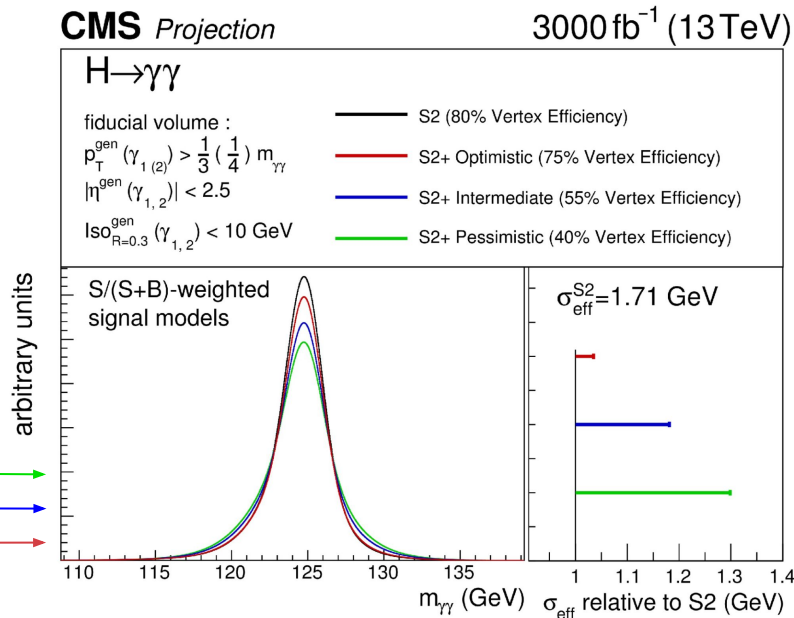 CMS Projection 3000 fb⁻¹ (13 TeV)
H→γγ
fiducial volume :
p_T^gen (γ_1 (2)) > 1/3 ( 1/4 ) m_γγ
|η^gen (γ_1, 2)| < 2.5
Iso_R=0.3^gen (γ_1, 2) < 10 GeV
S2 (80% Vertex Efficiency)
S2+ Optimistic (75% Vertex Efficiency)
S2+ Intermediate (55% Vertex Efficiency)
S2+ Pessimistic (40% Vertex Efficiency)
S/(S+B)-weighted
signal models
arbitrary units
110 115 120 125 130 135
m_γγ (GeV)
σ_eff^S2=1.71 GeV
1 1.1 1.2 1.3 1.4
σ_eff relative to S2 (GeV)